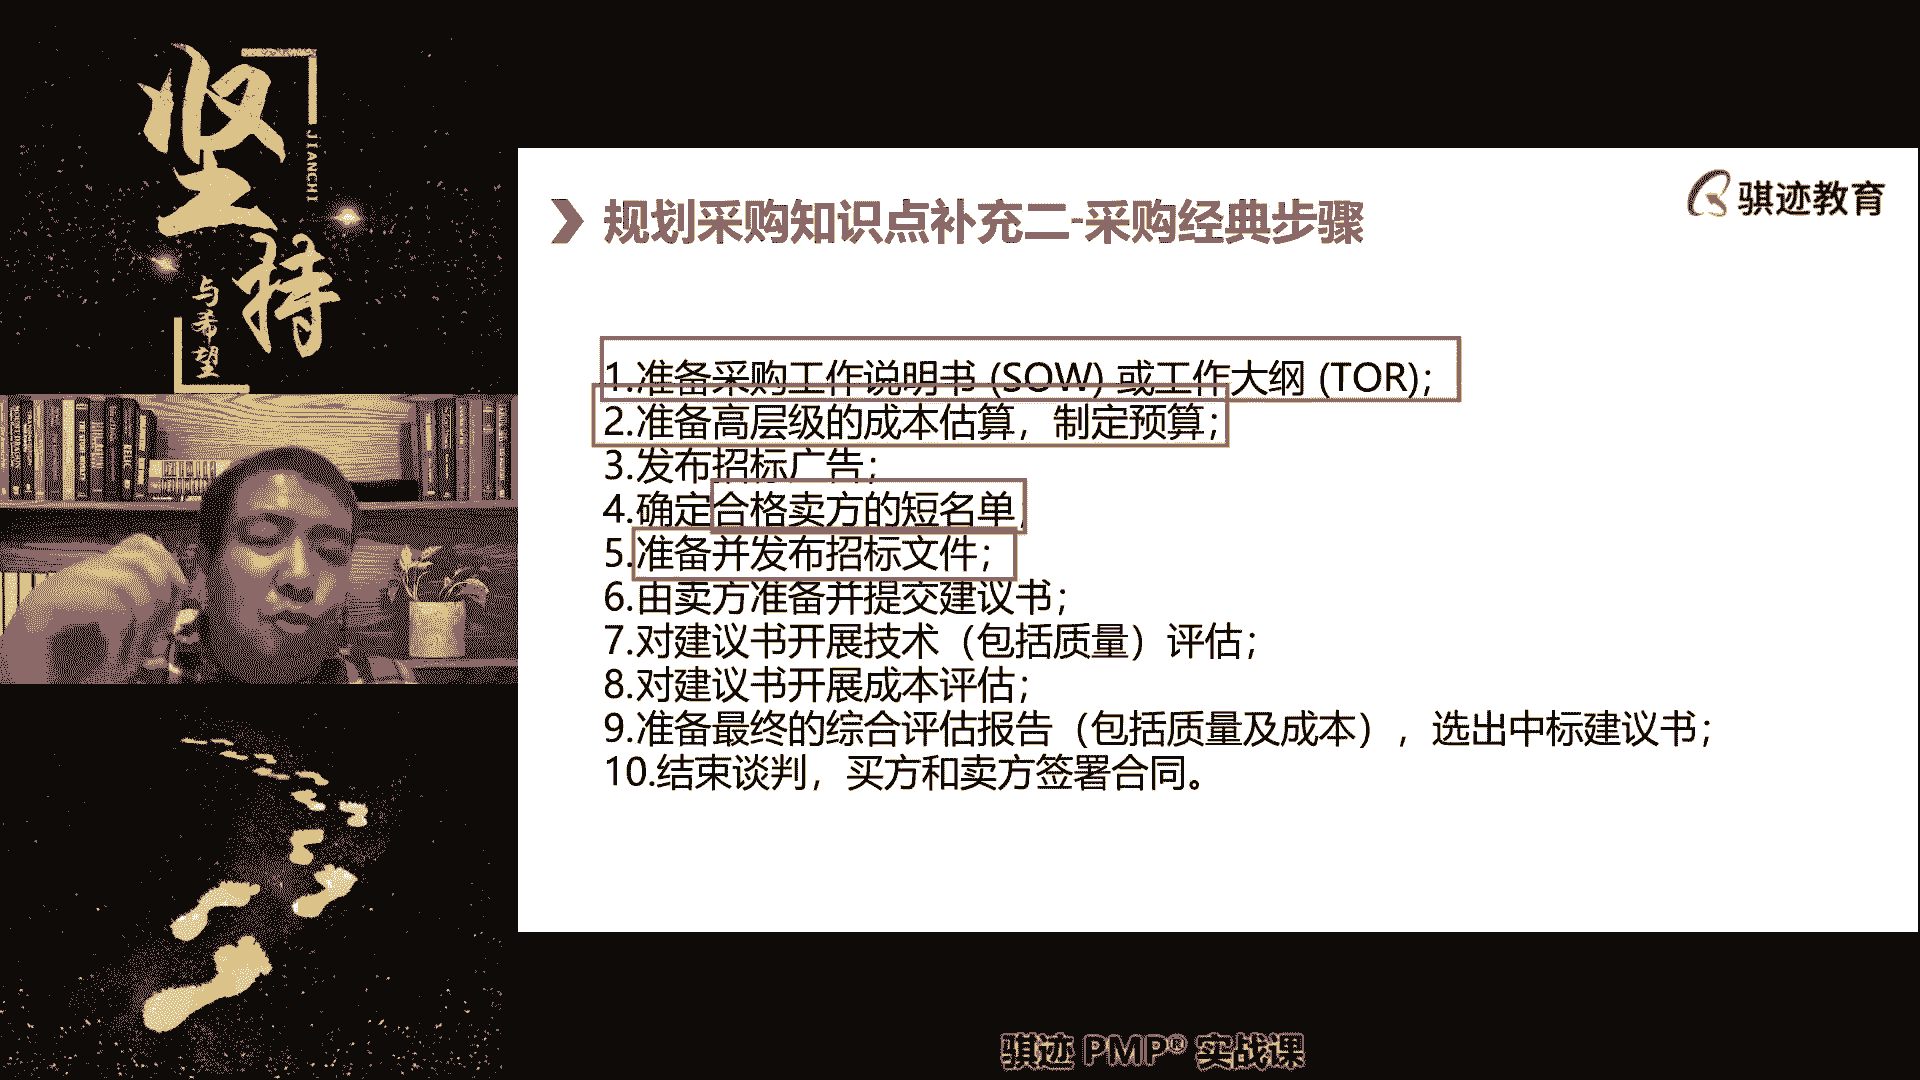 坚持
JIANCHI
与希望
骐迹教育
规划采购知识点补充二-采购经典步骤
1.准备采购工作说明书 (SOW) 或工作大纲 (TOR);
2.准备高层级的成本估算，制定预算;
3.发布招标广告;
4.确定合格卖方的短名单
5.准备并发布招标文件;
6.由卖方准备并提交建议书;
7.对建议书开展技术（包括质量）评估;
8.对建议书开展成本评估;
9.准备最终的综合评估报告（包括质量及成本），选出中标建议书;
10.结束谈判，买方和卖方签署合同。
骐迹 PMP® 实战课